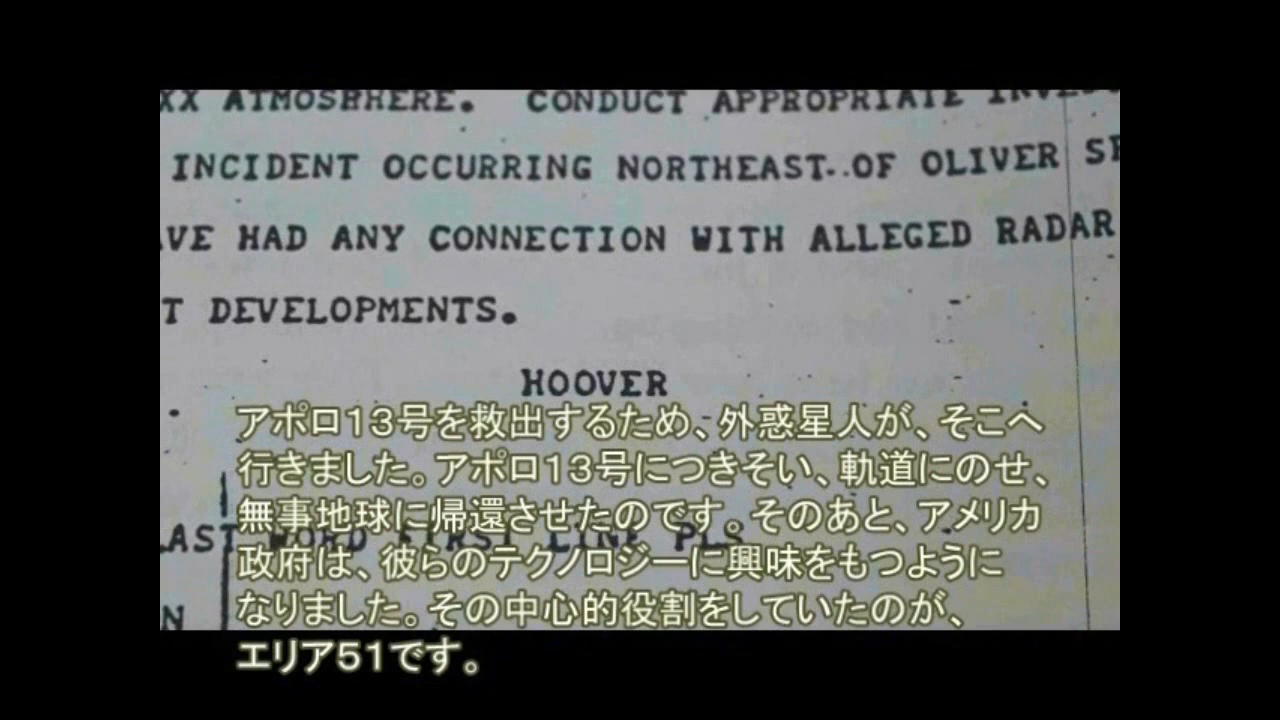 XX ATMOSPHERE. CONDUCT APPROPRIATE
INCIDENT OCCURRING NORTHEAST..OF OLIVER
HAD ANY CONNECTION WITH ALLEGED RADAR
T DEVELOPMENTS.
HOOVER
アポロ13号を救出するため、外惑星人が、そこへ
行きました。アポロ13号につきそい、軌道にのせ、
無事地球に帰還させたのです。そのあと、アメリカ
LAST WORD FIRST LINE PLS
政府は、彼らのテクノロジーに興味をもつように
なりました。その中心的役割をしていたのが、
N
エリア51です。